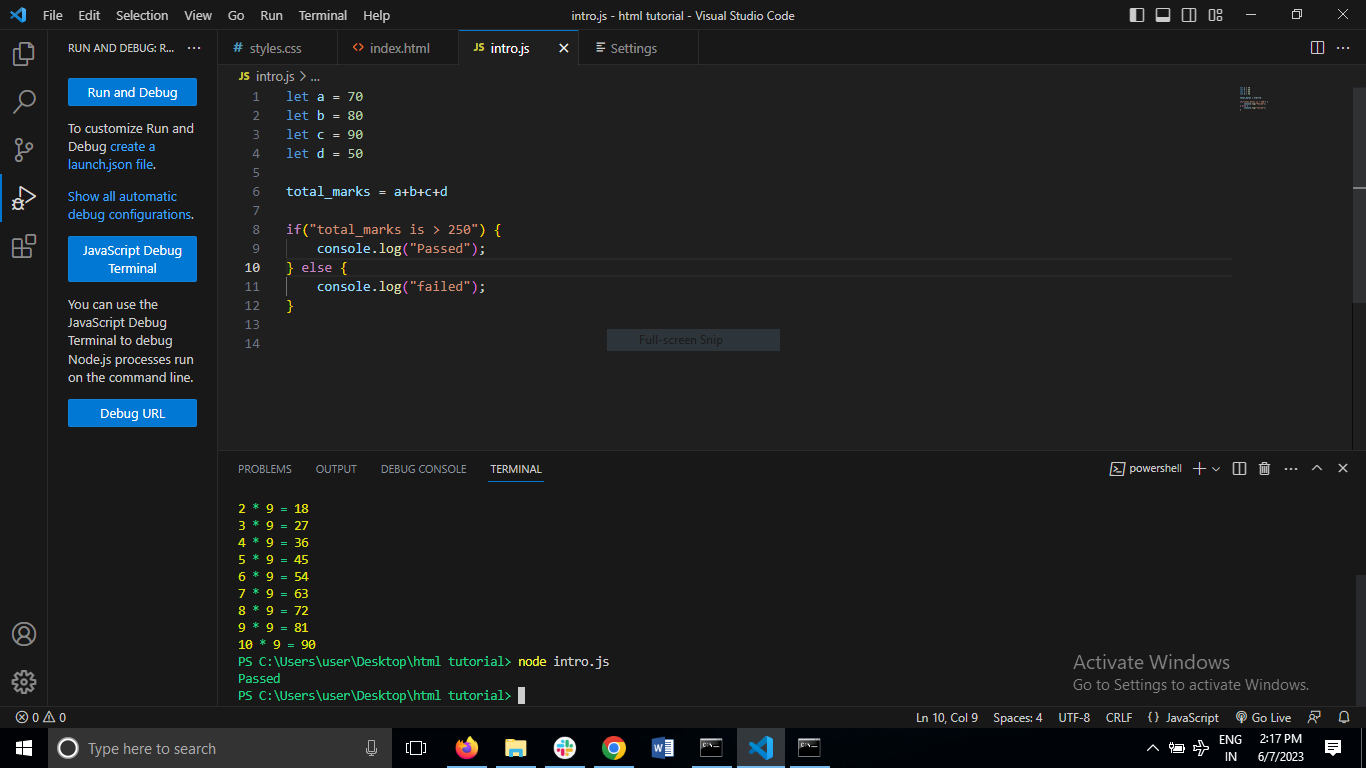 File Edit Selection View Go Run Terminal Help
intro.js - html tutorial - Visual Studio Code
RUN AND DEBUG: R... ···
Run and Debug
To customize Run and
Debug create a
launch.json file.
Show all automatic
debug configurations.
JavaScript Debug
Terminal
You can use the
JavaScript Debug
Terminal to debug
Node.js processes run
on the command line.
Debug URL
# styles.css
<> index.html
JS intro.js
Settings
JS intro.js > ...
1 let a = 70
2 let b = 80
3 let c = 90
4 let d = 50
5
6 total_marks = a+b+c+d
7
8 if("total_marks is > 250") {
9     console.log("Passed");
10 } else {
11     console.log("failed");
12 }
13
14
Full-screen Snip
PROBLEMS OUTPUT DEBUG CONSOLE TERMINAL
powershell
2 * 9 = 18
3 * 9 = 27
4 * 9 = 36
5 * 9 = 45
6 * 9 = 54
7 * 9 = 63
8 * 9 = 72
9 * 9 = 81
10 * 9 = 90
PS C:\Users\user\Desktop\html tutorial> node intro.js
Passed
PS C:\Users\user\Desktop\html tutorial>
Activate Windows
Go to Settings to activate Windows.
0 0
Ln 10, Col 9 Spaces: 4 UTF-8 CRLF {} JavaScript Go Live
Type here to search
ENG
IN
2:17 PM
6/7/2023